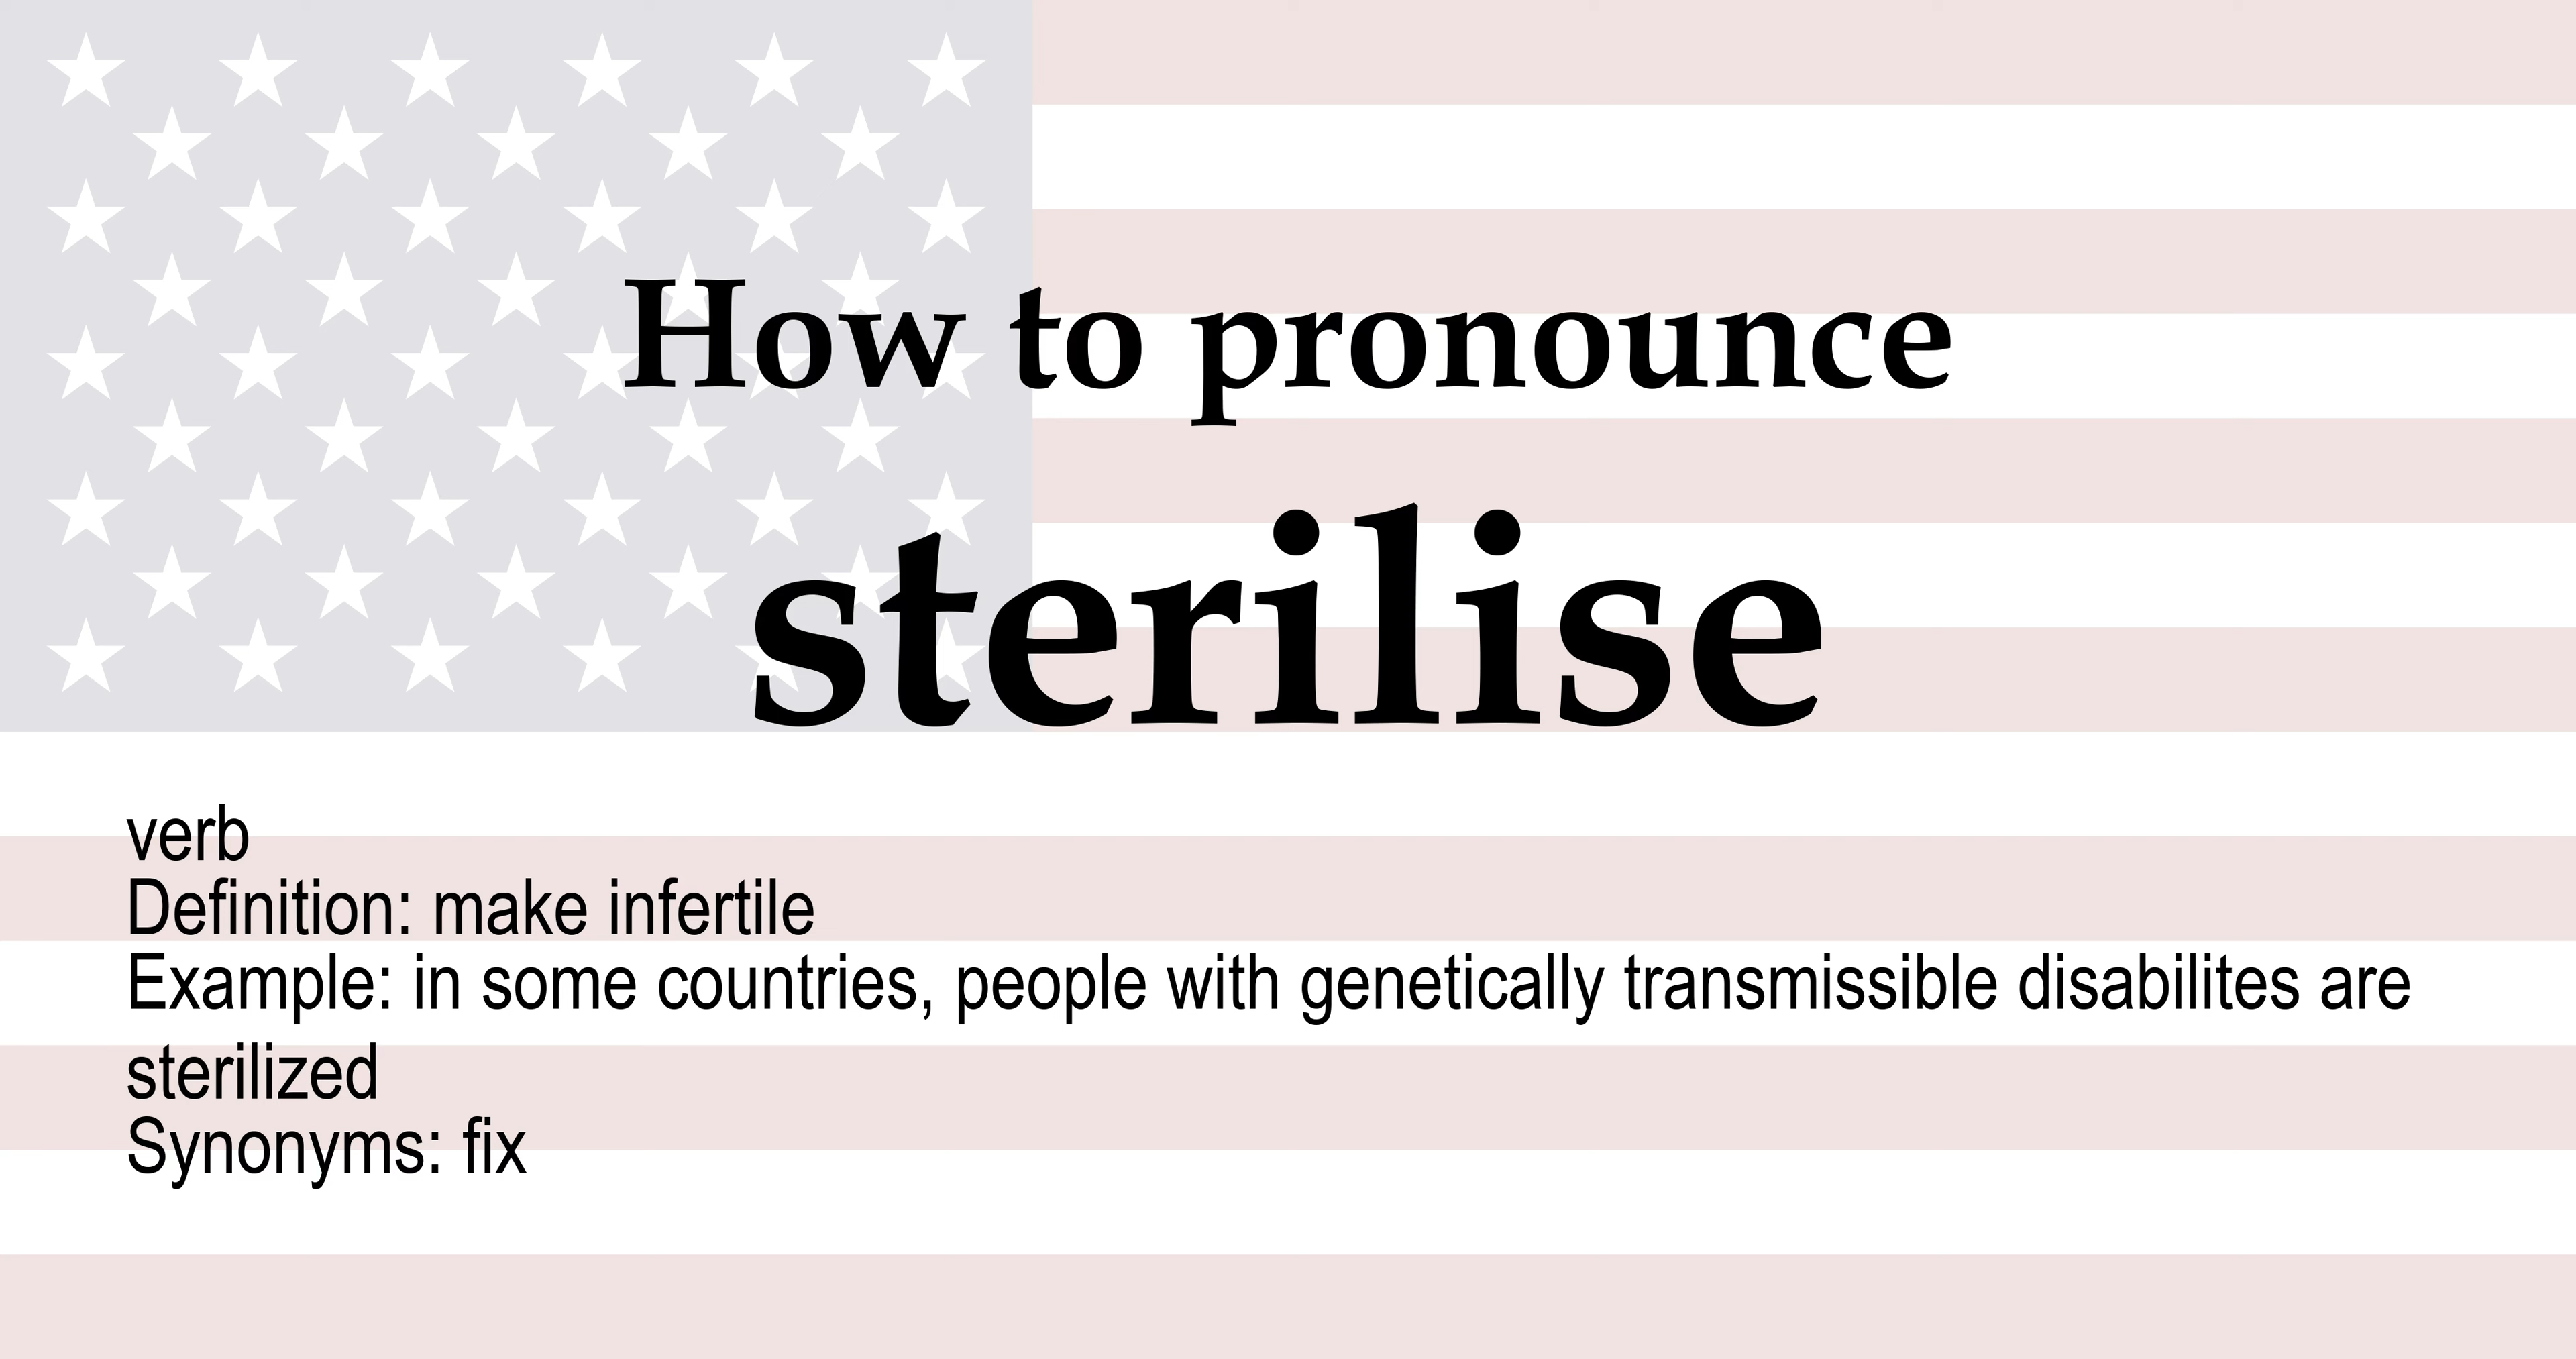 How to pronounce
sterilise
verb
Definition: make infertile
Example: in some countries, people with genetically transmissible disabilites are
sterilized
Synonyms: fix